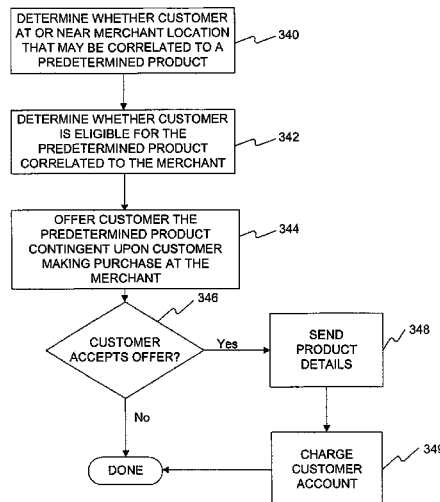 DETERMINE WHETHER CUSTOMER
AT OR NEAR MERCHANT LOCATION
THAT MAY BE CORRELATED TO A
PREDETERMINED PRODUCT
340
DETERMINE WHETHER CUSTOMER
IS ELIGIBLE FOR THE
PREDETERMINED PRODUCT
CORRELATED TO THE MERCHANT
342
OFFER CUSTOMER THE
PREDETERMINED PRODUCT
CONTINGENT UPON CUSTOMER
MAKING PURCHASE AT THE
MERCHANT
344
346
CUSTOMER
ACCEPTS OFFER?
Yes
SEND
PRODUCT
DETAILS
348
No
DONE
CHARGE
CUSTOMER
ACCOUNT
349